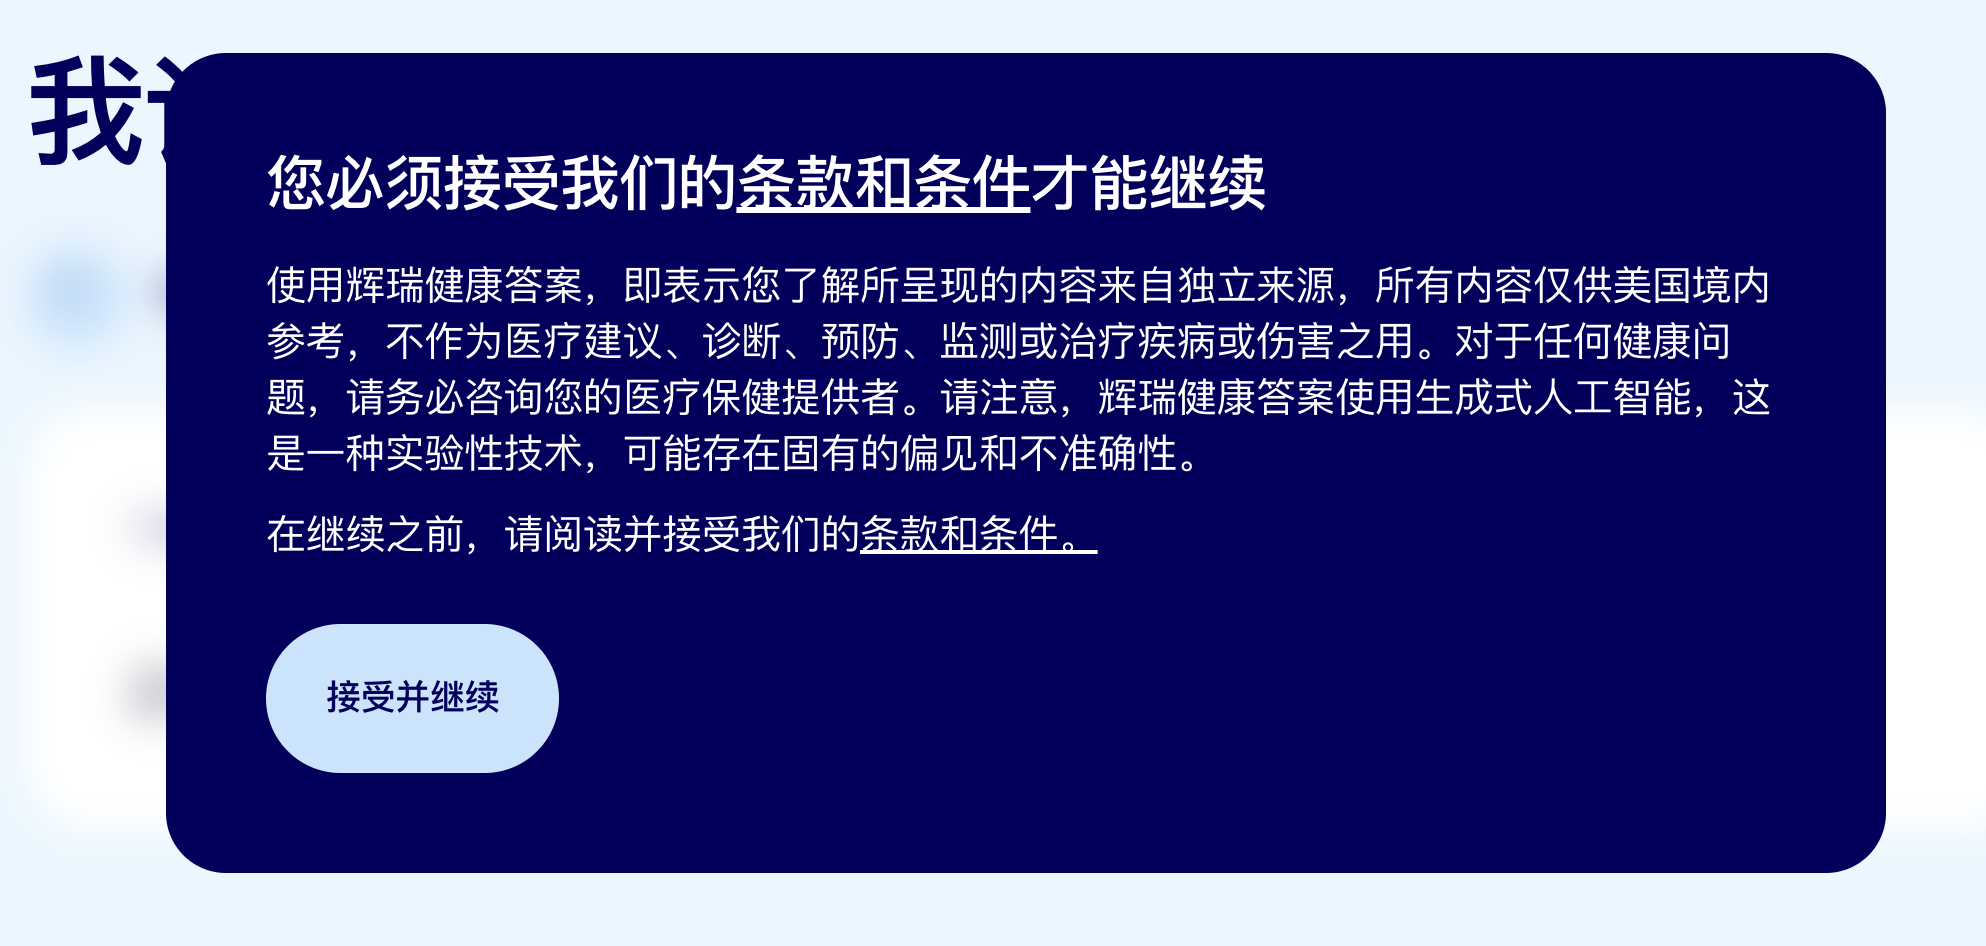 我
您必须接受我们的条款和条件才能继续
使用辉瑞健康答案，即表示您了解所呈现的内容来自独立来源，所有内容仅供美国境内
参考，不作为医疗建议、诊断、预防、监测或治疗疾病或伤害之用。对于任何健康问
题，请务必咨询您的医疗保健提供者。请注意，辉瑞健康答案使用生成式人工智能，这
是一种实验性技术，可能存在固有的偏见和不准确性。
在继续之前，请阅读并接受我们的条款和条件。
接受并继续